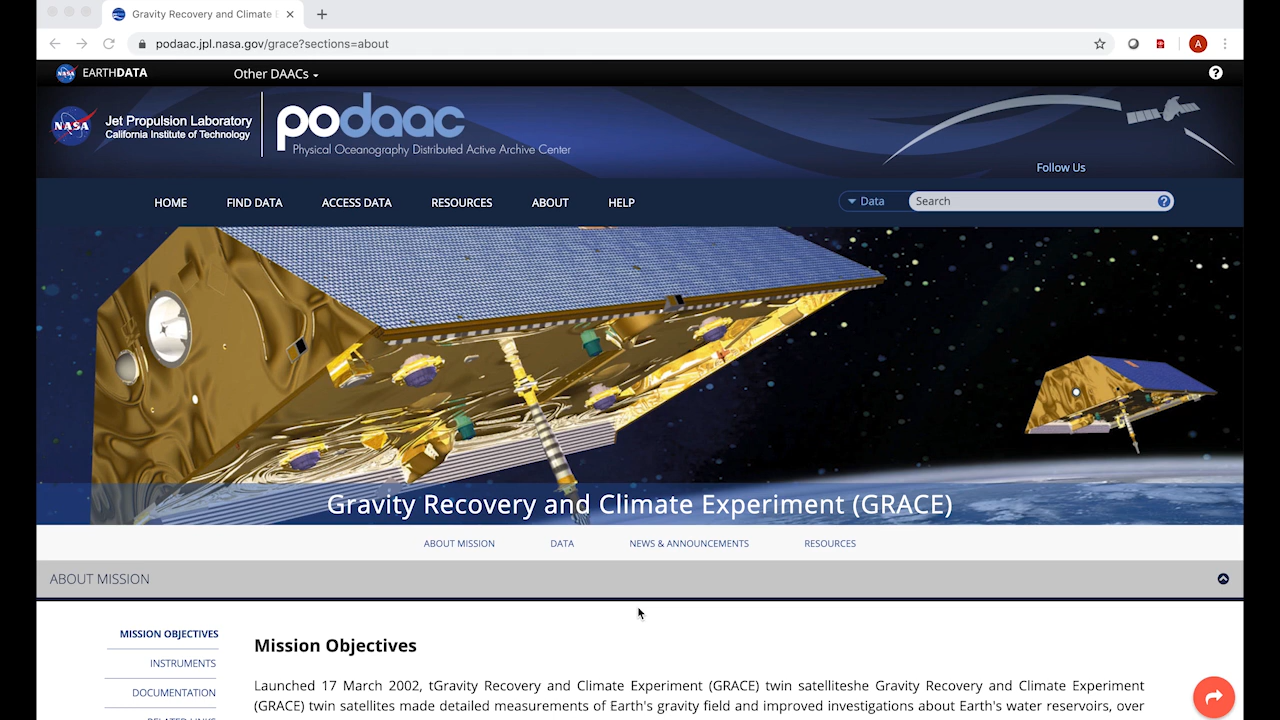 Gravity Recovery and Climate E
podaac.jpl.nasa.gov/grace?sections=about
A
NASA EARTHDATA
Other DAACs
?
NASA
Jet Propulsion Laboratory
California Institute of Technology
podaac
Physical Oceanography Distributed Active Archive Center
Follow Us
HOME FIND DATA ACCESS DATA RESOURCES ABOUT HELP
Data Search ?
Gravity Recovery and Climate Experiment (GRACE)
ABOUT MISSION DATA NEWS & ANNOUNCEMENTS RESOURCES
ABOUT MISSION
MISSION OBJECTIVES
INSTRUMENTS
DOCUMENTATION
RELATED LINKS
Mission Objectives
Launched 17 March 2002, tGravity Recovery and Climate Experiment (GRACE) twin satelliteshe Gravity Recovery and Climate Experiment
(GRACE) twin satellites made detailed measurements of Earth's gravity field and improved investigations about Earth's water reservoirs, over